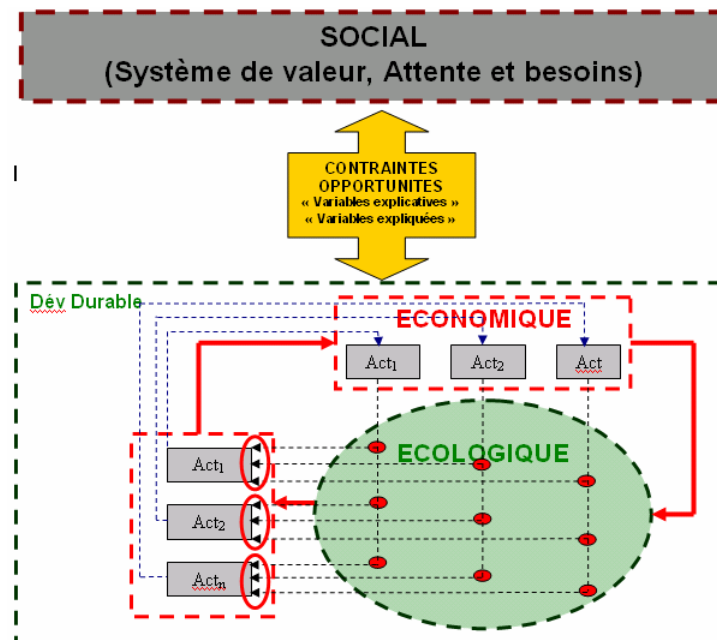 SOCIAL
(Système de valeur, Attente et besoins)
CONTRAINTES
OPPORTUNITES
« Variables explicatives »
« Variables expliquées »
Dév Durable
ECONOMIQUE
Act₁ Act₂ Act
ECOLOGIQUE
Act₁
Act₂
Actₙ